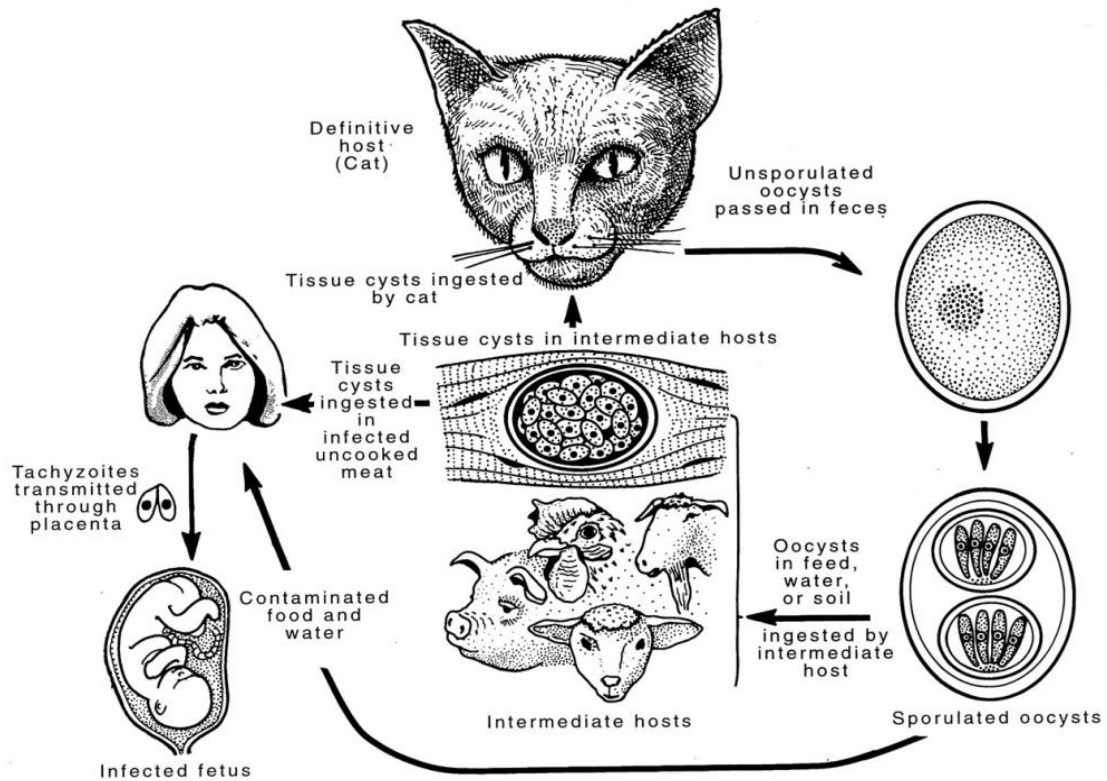 Definitive
host
(Cat)
Unsporulated
oocysts
passed in feces
Tissue cysts ingested
by cat
Tissue cysts in intermediate hosts
Tissue
cysts
ingested
in
infected
uncooked
meat
Tachyzoites
transmitted
through
placenta
Contaminated
food and
water
Oocysts
in feed,
water,
or soil
ingested by
intermediate
host
Intermediate hosts
Sporulated oocysts
Infected fetus